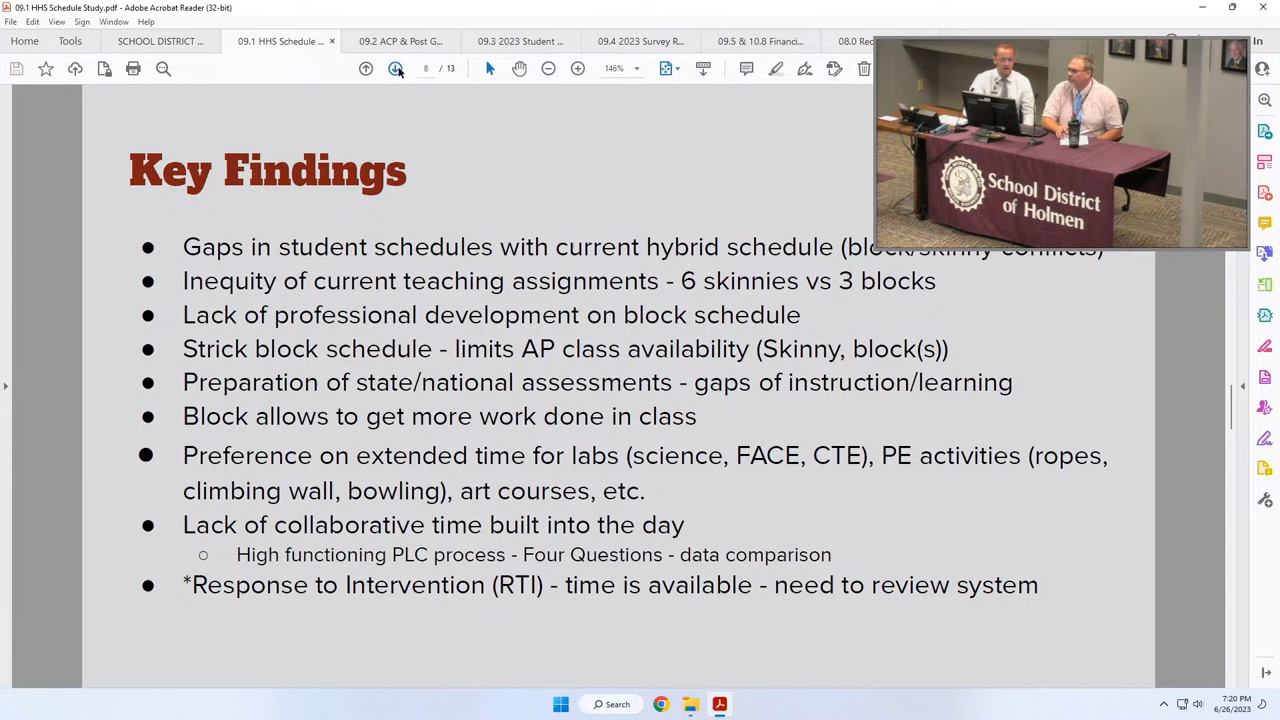 09.1 HHS Schedule Study.pdf - Adobe Acrobat Reader (32-bit)
File Edit View Sign Window Help
Home Tools SCHOOL DISTRICT ... 09.1 HHS Schedule ... × 09.2 ACP & Post G... 09.3 2023 Student ... 09.4 2023 Survey R... 09.5 & 10.8 Financi... 08.0 Rec In
8 / 13 146%
Key Findings
● Gaps in student schedules with current hybrid schedule (block/skinny conflicts)
● Inequity of current teaching assignments - 6 skinnies vs 3 blocks
● Lack of professional development on block schedule
● Strick block schedule - limits AP class availability (Skinny, block(s))
● Preparation of state/national assessments - gaps of instruction/learning
● Block allows to get more work done in class
● Preference on extended time for labs (science, FACE, CTE), PE activities (ropes,
climbing wall, bowling), art courses, etc.
● Lack of collaborative time built into the day
○ High functioning PLC process - Four Questions - data comparison
● *Response to Intervention (RTI) - time is available - need to review system
School District
of Holmen
Search
7:20 PM
6/26/2023